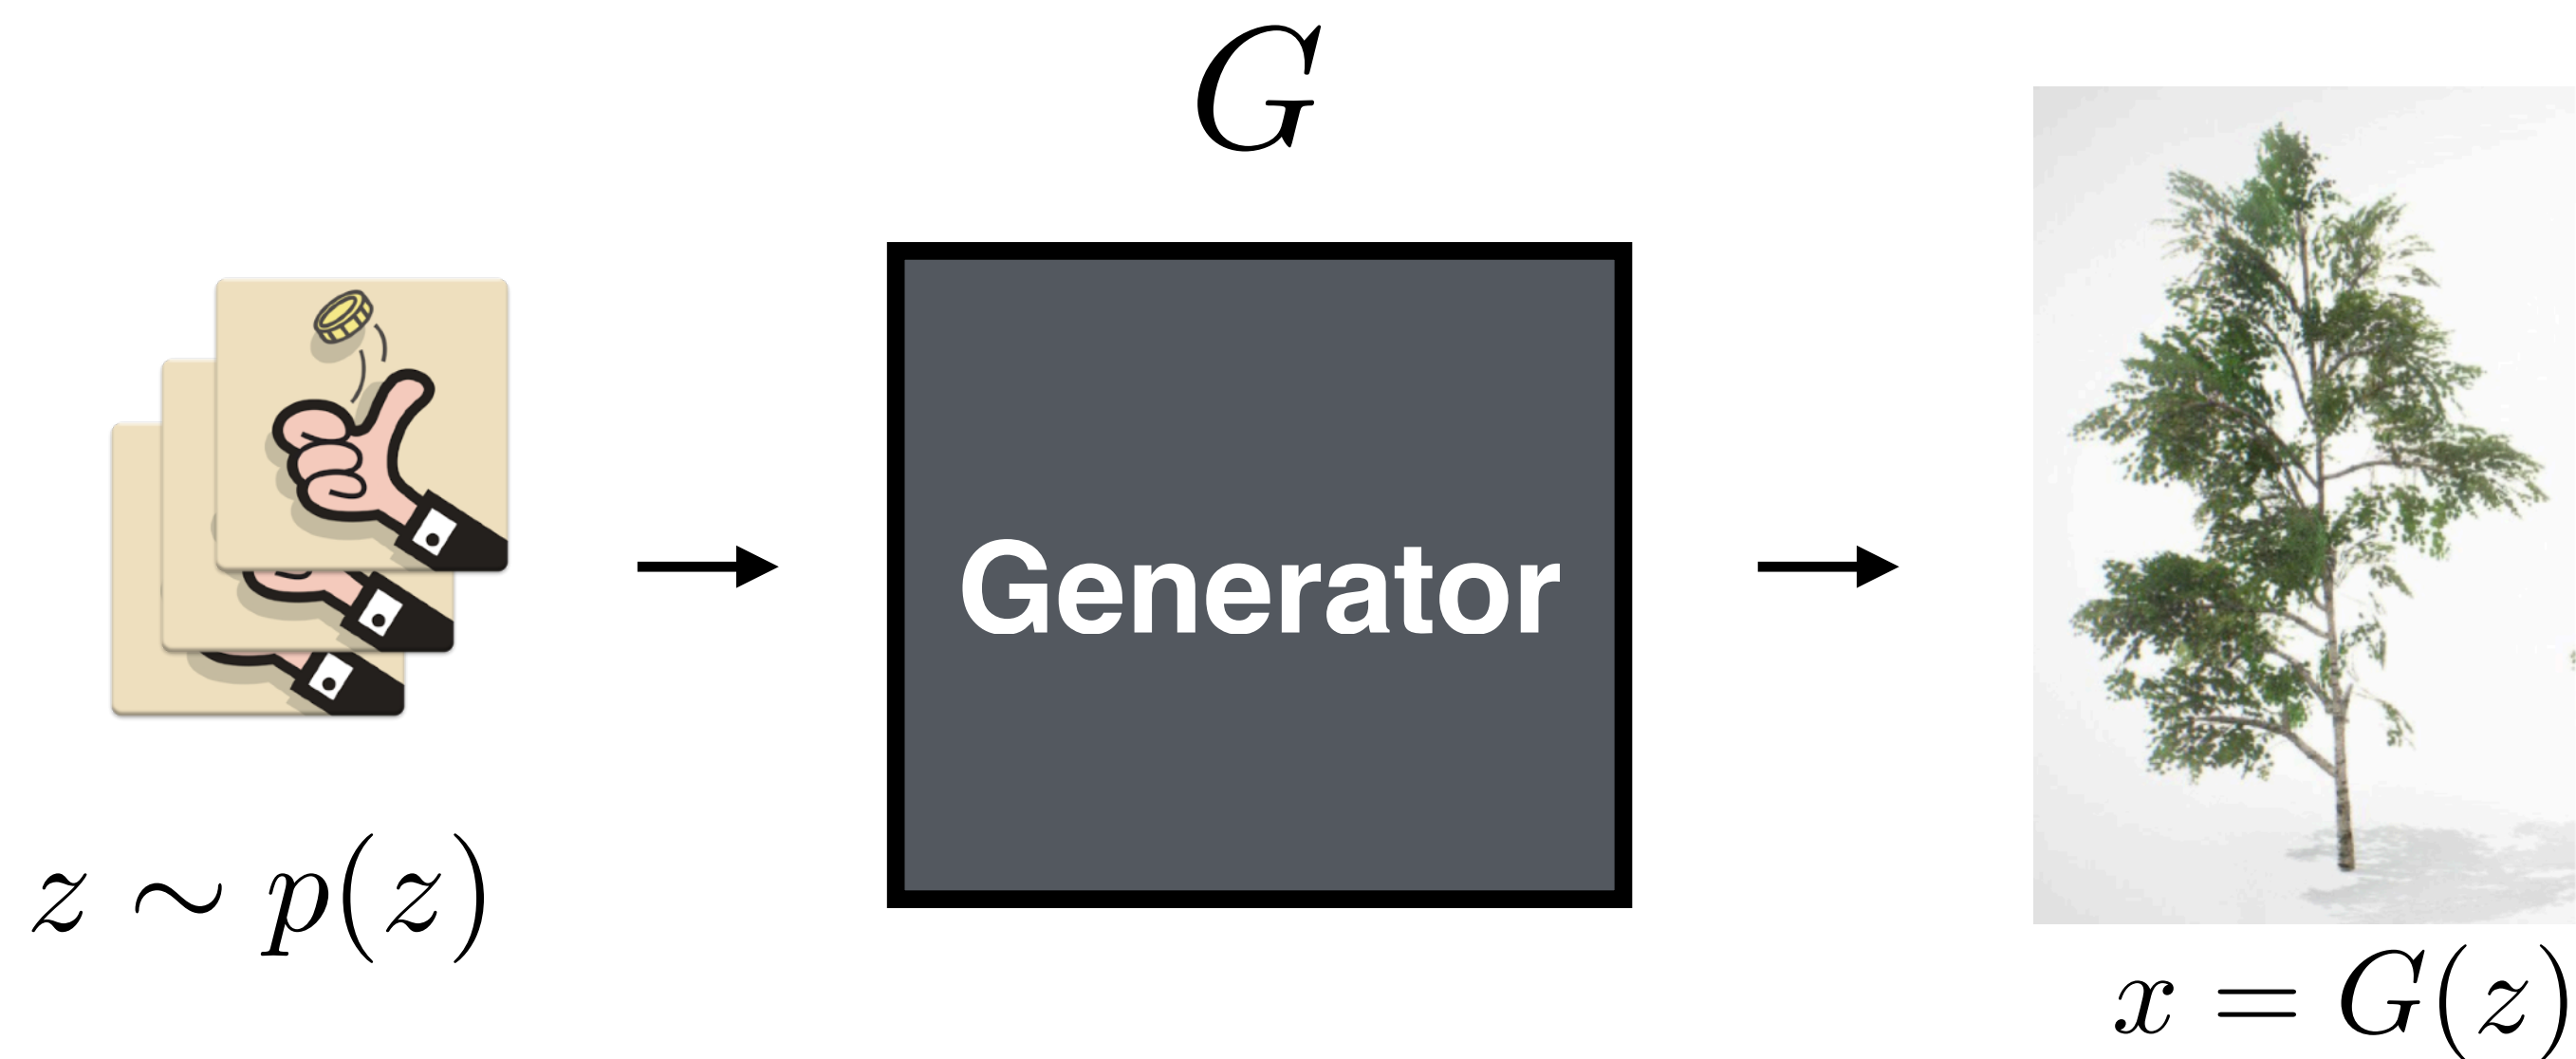 G
Generator
z ∼ p(z)
x = G(z)